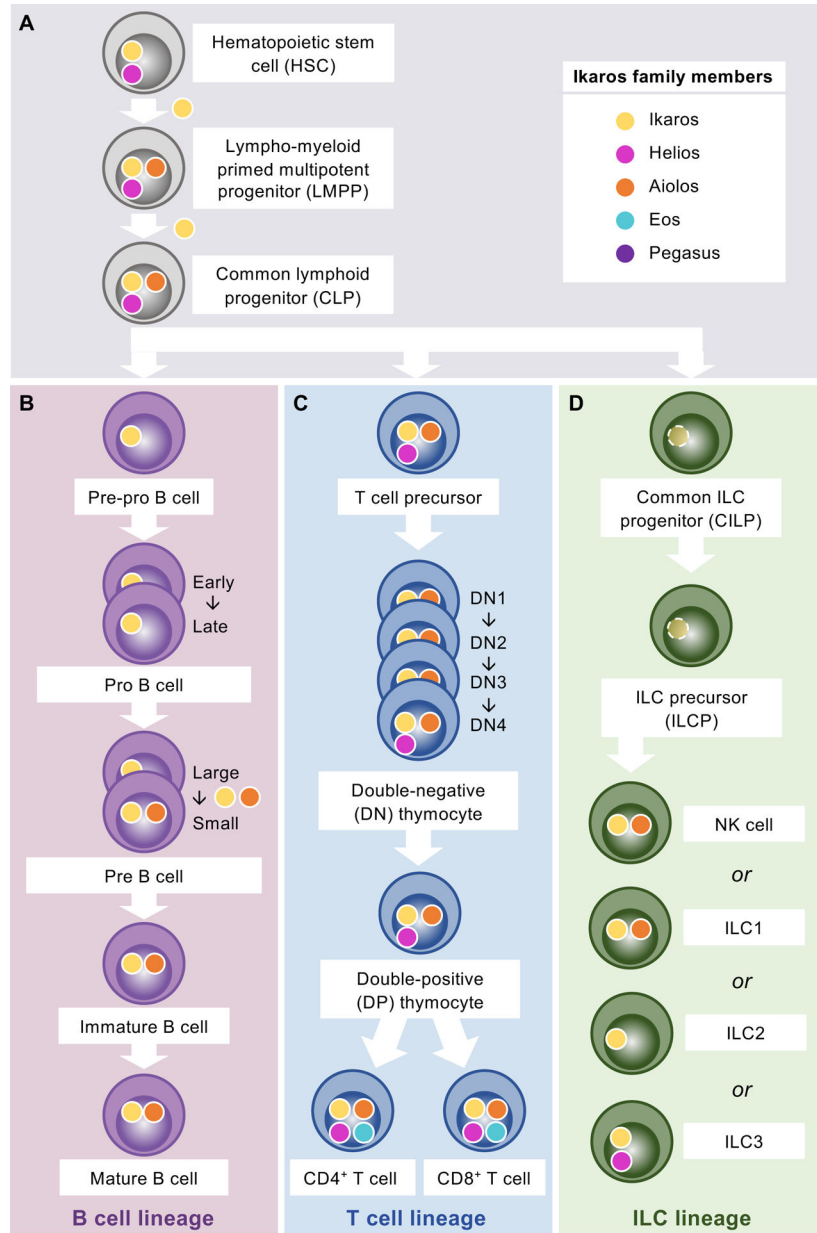 A
Hematopoietic stem
cell (HSC)
Lympho-myeloid
primed multipotent
progenitor (LMPP)
Common lymphoid
progenitor (CLP)
Ikaros family members
Ikaros
Helios
Aiolos
Eos
Pegasus
B
Pre-pro B cell
Early
↓
Late
Pro B cell
Large
↓
Small
Pre B cell
Immature B cell
Mature B cell
B cell lineage
C
T cell precursor
DN1
↓
DN2
↓
DN3
↓
DN4
Double-negative
(DN) thymocyte
Double-positive
(DP) thymocyte
CD4⁺ T cell
CD8⁺ T cell
T cell lineage
D
Common ILC
progenitor (CILP)
ILC precursor
(ILCP)
NK cell
or
ILC1
or
ILC2
or
ILC3
ILC lineage